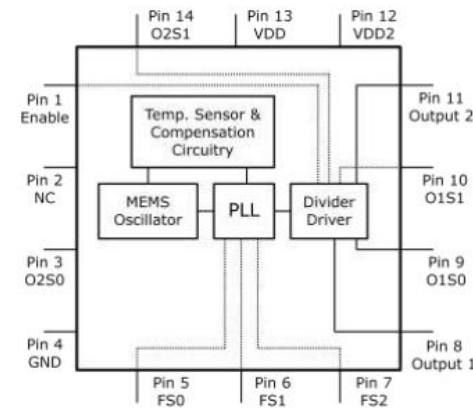 Pin 14
O2S1
Pin 13
VDD
Pin 12
VDD2
Pin 1
Enable
Pin 11
Output 2
Temp. Sensor &
Compensation
Circuitry
Pin 2
NC
Pin 10
O1S1
MEMS
Oscillator
PLL
Divider
Driver
Pin 3
O2S0
Pin 9
O1S0
Pin 4
GND
Pin 8
Output 1
Pin 5
FS0
Pin 6
FS1
Pin 7
FS2